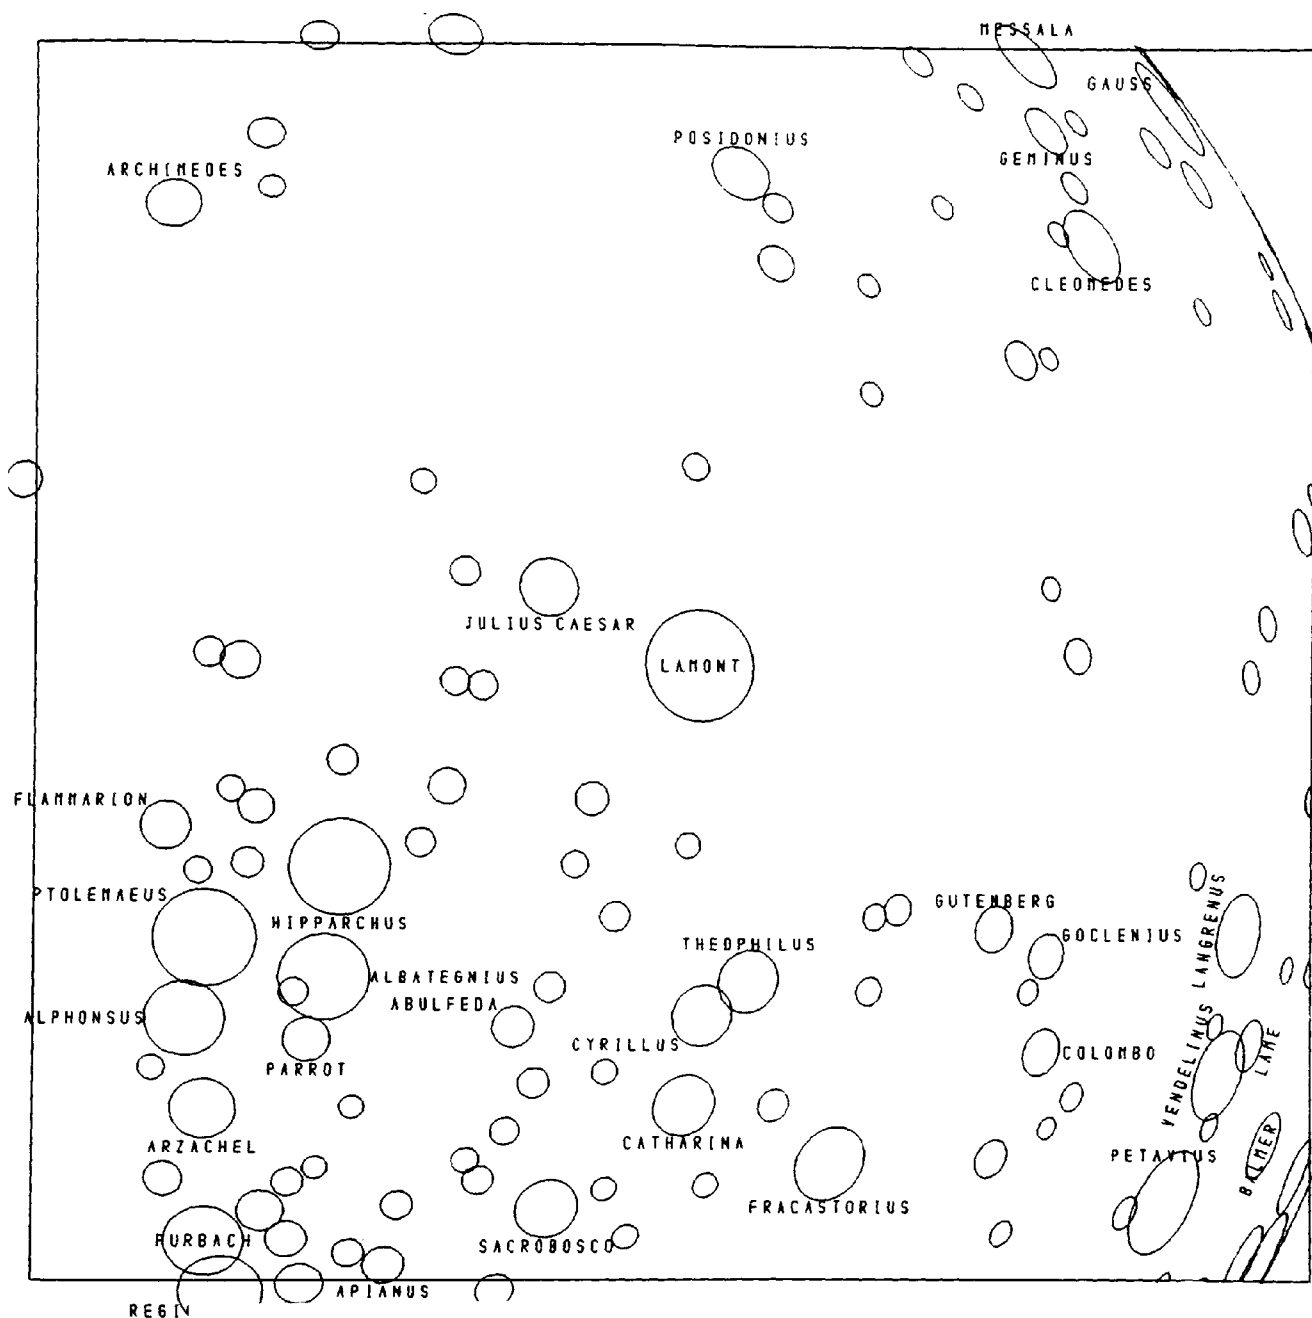 MESSALA
GAUSS
POSIDONIUS
GEMINUS
ARCHIMEDES
CLEOMEDES
JULIUS CAESAR
LAMONT
FLAMMARION
PTOLEMAEUS
HIPPARCHUS
GUTENBERG
LANGRENUS
GOCLENIUS
THEOPHILUS
ALBATEGNIUS
ABULFEDA
ALPHONSUS
CYRILLUS
COLOMBO
VENDELINUS
LAME
PARROT
CATHARINA
ARZACHEL
PETAVIUS
BALMER
FRACASTORIUS
PURBACH
SACROBOSCO
APIANUS
REGI